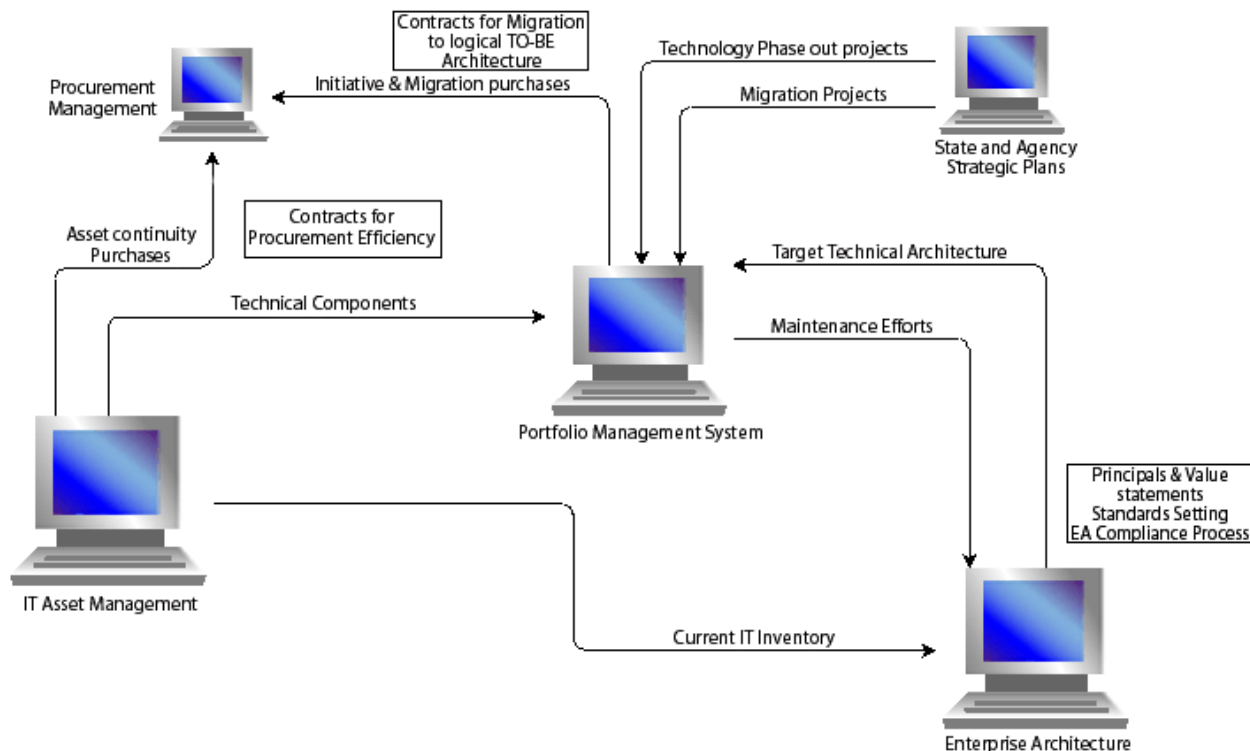 Contracts for Migration
to logical TO-BE
Architecture
Technology Phase out projects
Procurement
Management
Initiative & Migration purchases
Migration Projects
State and Agency
Strategic Plans
Contracts for
Procurement Efficiency
Asset continuity
Purchases
Target Technical Architecture
Technical Components
Maintenance Efforts
Portfolio Management System
Principals & Value
statements
Standards Setting
EA Compliance Process
IT Asset Management
Current IT Inventory
Enterprise Architecture